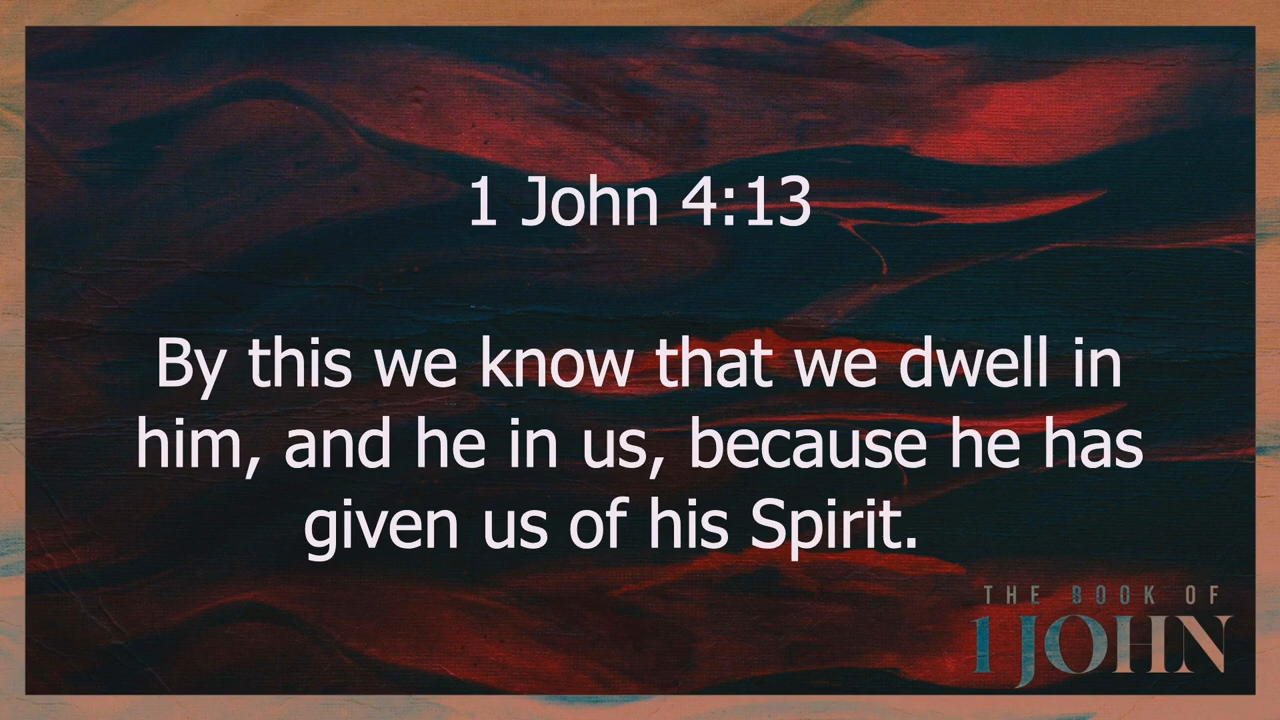 1 John 4:13
By this we know that we dwell in
him, and he in us, because he has
given us of his Spirit.
THE BOOK OF
1 JOHN